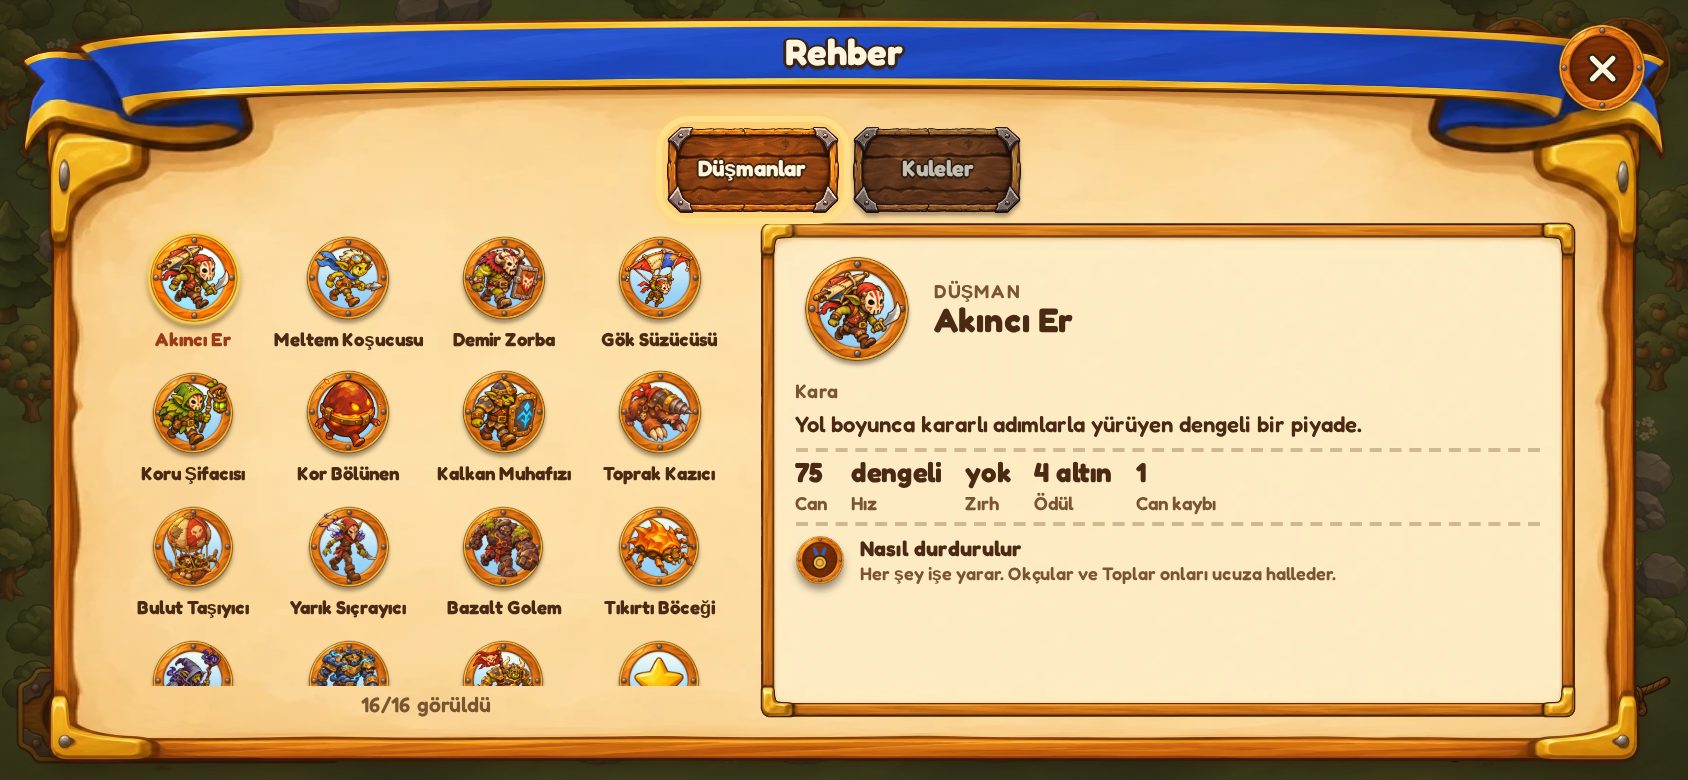 Rehber
Düşmanlar
Kuleler
Akıncı Er
Meltem Koşucusu
Demir Zorba
Gök Süzücüsü
Koru Şifacısı
Kor Bölünen
Kalkan Muhafızı
Toprak Kazıcı
Bulut Taşıyıcı
Yarık Sıçrayıcı
Bazalt Golem
Tıkırtı Böceği
16/16 görüldü
DÜŞMAN
Akıncı Er
Kara
Yol boyunca kararlı adımlarla yürüyen dengeli bir piyade.
75 dengeli yok 4 altın 1
Can Hız Zırh Ödül Can kaybı
Nasıl durdurulur
Her şey işe yarar. Okçular ve Toplar onları ucuza halleder.